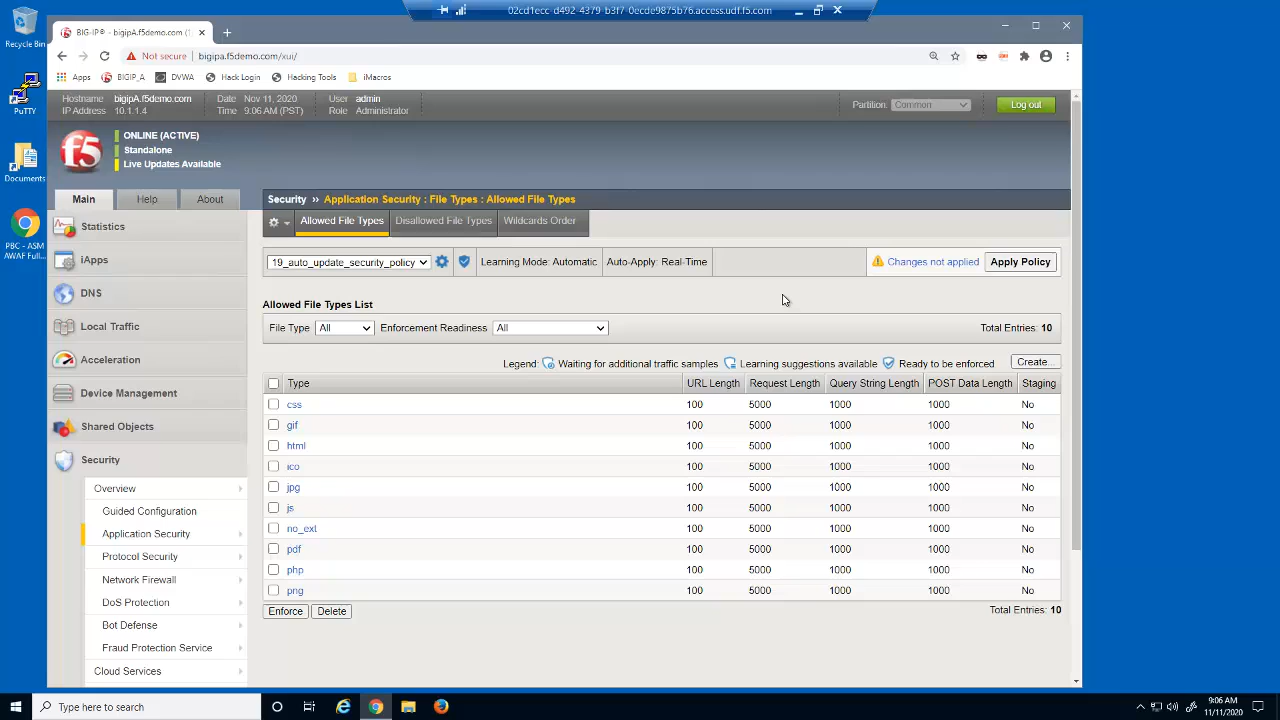 02cd1ecc-d492-4379-b3f7-0ecde9875b76.access.udf.f5.com
Recycle Bin
PuTTY
Documents
PBC - ASM
AWAF Full...
BIG-IP® - bigipA.f5demo.com (1
Not secure | bigipa.f5demo.com/xui/
Apps BIGIP_A DVWA Hack Login Hacking Tools iMacros
Hostname bigipA.f5demo.com Date Nov 11, 2020 User admin
IP Address 10.1.1.4 Time 9:06 AM (PST) Role Administrator
Partition: Common Log out
f5
ONLINE (ACTIVE)
Standalone
Live Updates Available
Main Help About
Security ›› Application Security : File Types : Allowed File Types
Statistics
iApps
DNS
Local Traffic
Acceleration
Device Management
Shared Objects
Security
Overview
Guided Configuration
Application Security
Protocol Security
Network Firewall
DoS Protection
Bot Defense
Fraud Protection Service
Cloud Services
Allowed File Types Disallowed File Types Wildcards Order
19_auto_update_security_policy Learning Mode: Automatic Auto-Apply: Real-Time Changes not applied Apply Policy
Allowed File Types List
File Type All Enforcement Readiness All Total Entries: 10
Legend: Waiting for additional traffic samples Learning suggestions available Ready to be enforced Create...
Type URL Length Request Length Query String Length POST Data Length Staging
css 100 5000 1000 1000 No
gif 100 5000 1000 1000 No
html 100 5000 1000 1000 No
ico 100 5000 1000 1000 No
jpg 100 5000 1000 1000 No
js 100 5000 1000 1000 No
no_ext 100 5000 1000 1000 No
pdf 100 5000 1000 1000 No
php 100 5000 1000 1000 No
png 100 5000 1000 1000 No
Enforce Delete Total Entries: 10
Type here to search
9:06 AM
11/11/2020